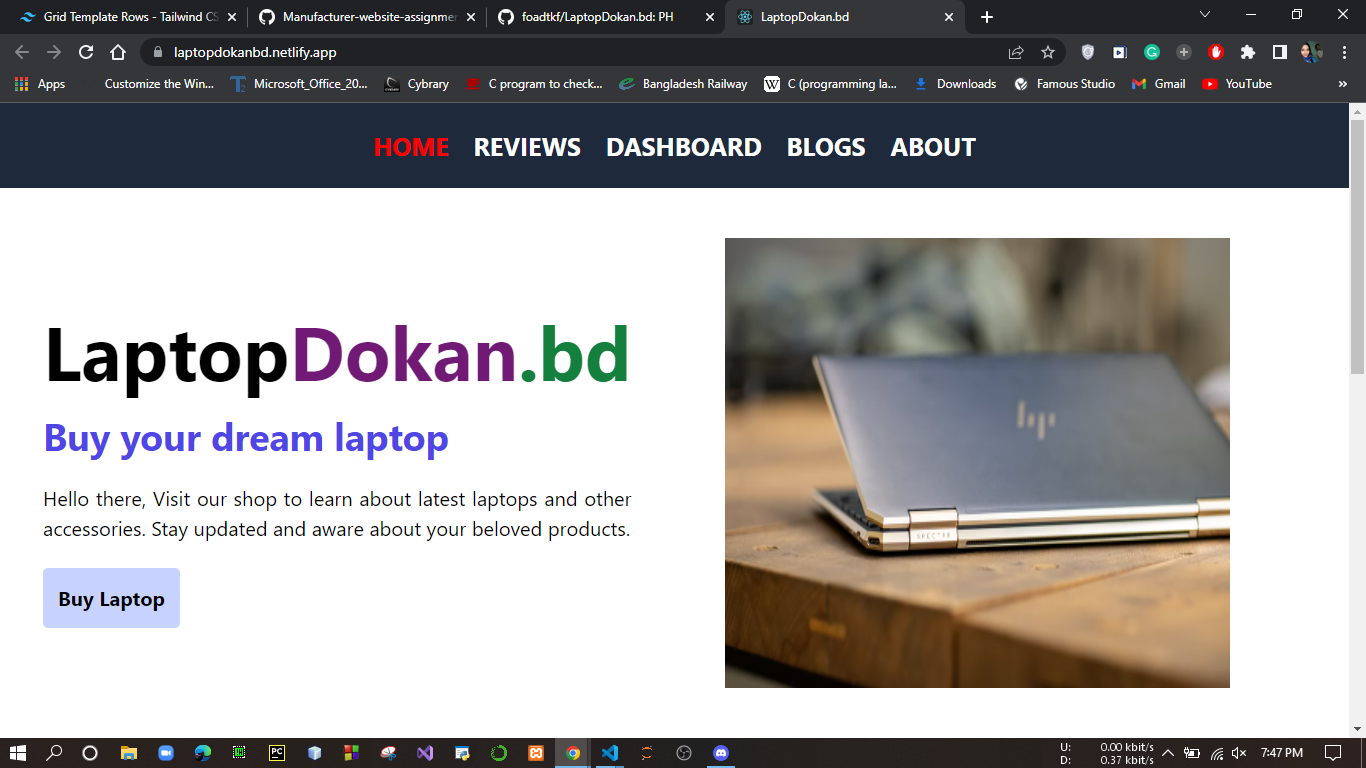 Grid Template Rows - Tailwind CS
Manufacturer-website-assignmen
foadtkf/LaptopDokan.bd: PH
LaptopDokan.bd
laptopdokanbd.netlify.app
Apps
Customize the Win...
Microsoft_Office_20...
Cybrary
C program to check...
Bangladesh Railway
C (programming la...
Downloads
Famous Studio
Gmail
YouTube
»
HOME REVIEWS DASHBOARD BLOGS ABOUT
LaptopDokan.bd
Buy your dream laptop
Hello there, Visit our shop to learn about latest laptops and other
accessories. Stay updated and aware about your beloved products.
Buy Laptop
hp
SPECTRE
U: 0.00 kbit/s
D: 0.37 kbit/s
7:47 PM